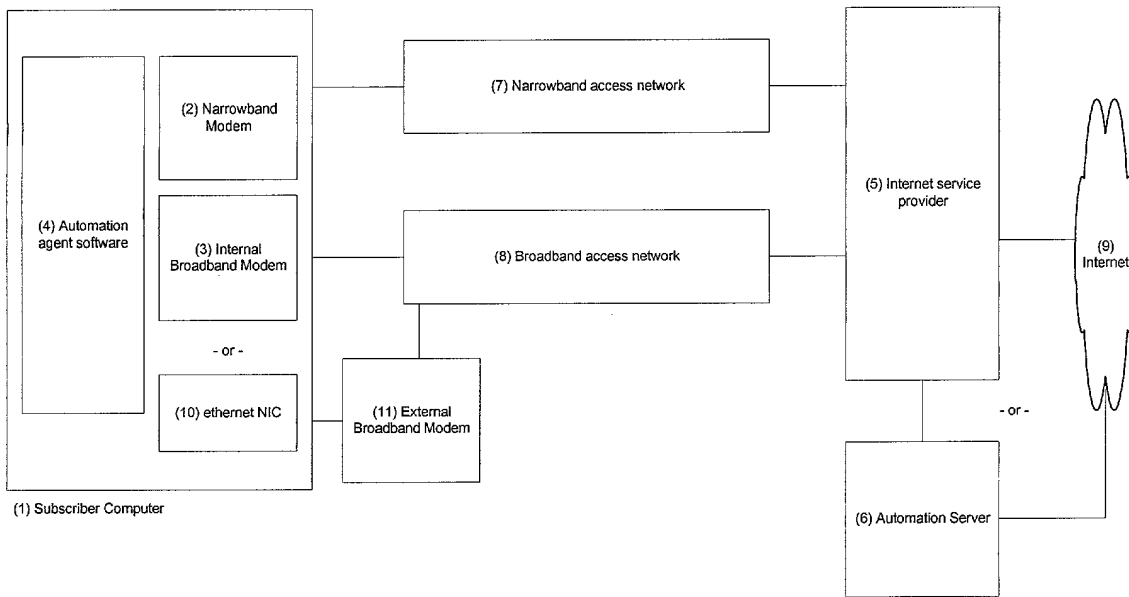 (4) Automation
agent software
(2) Narrowband
Modem
(3) Internal
Broadband Modem
- or -
(10) ethernet NIC
(1) Subscriber Computer
(11) External
Broadband Modem
(7) Narrowband access network
(8) Broadband access network
(5) Internet service
provider
- or -
(6) Automation Server
(9)
Internet